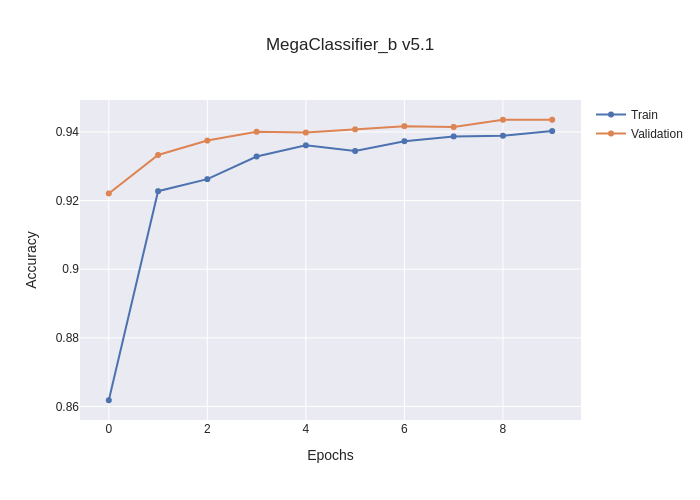 MegaClassifier_b v5.1
Train
Validation
0.94
0.92
0.9
0.88
0.86
Accuracy
0
2
4
6
8
Epochs